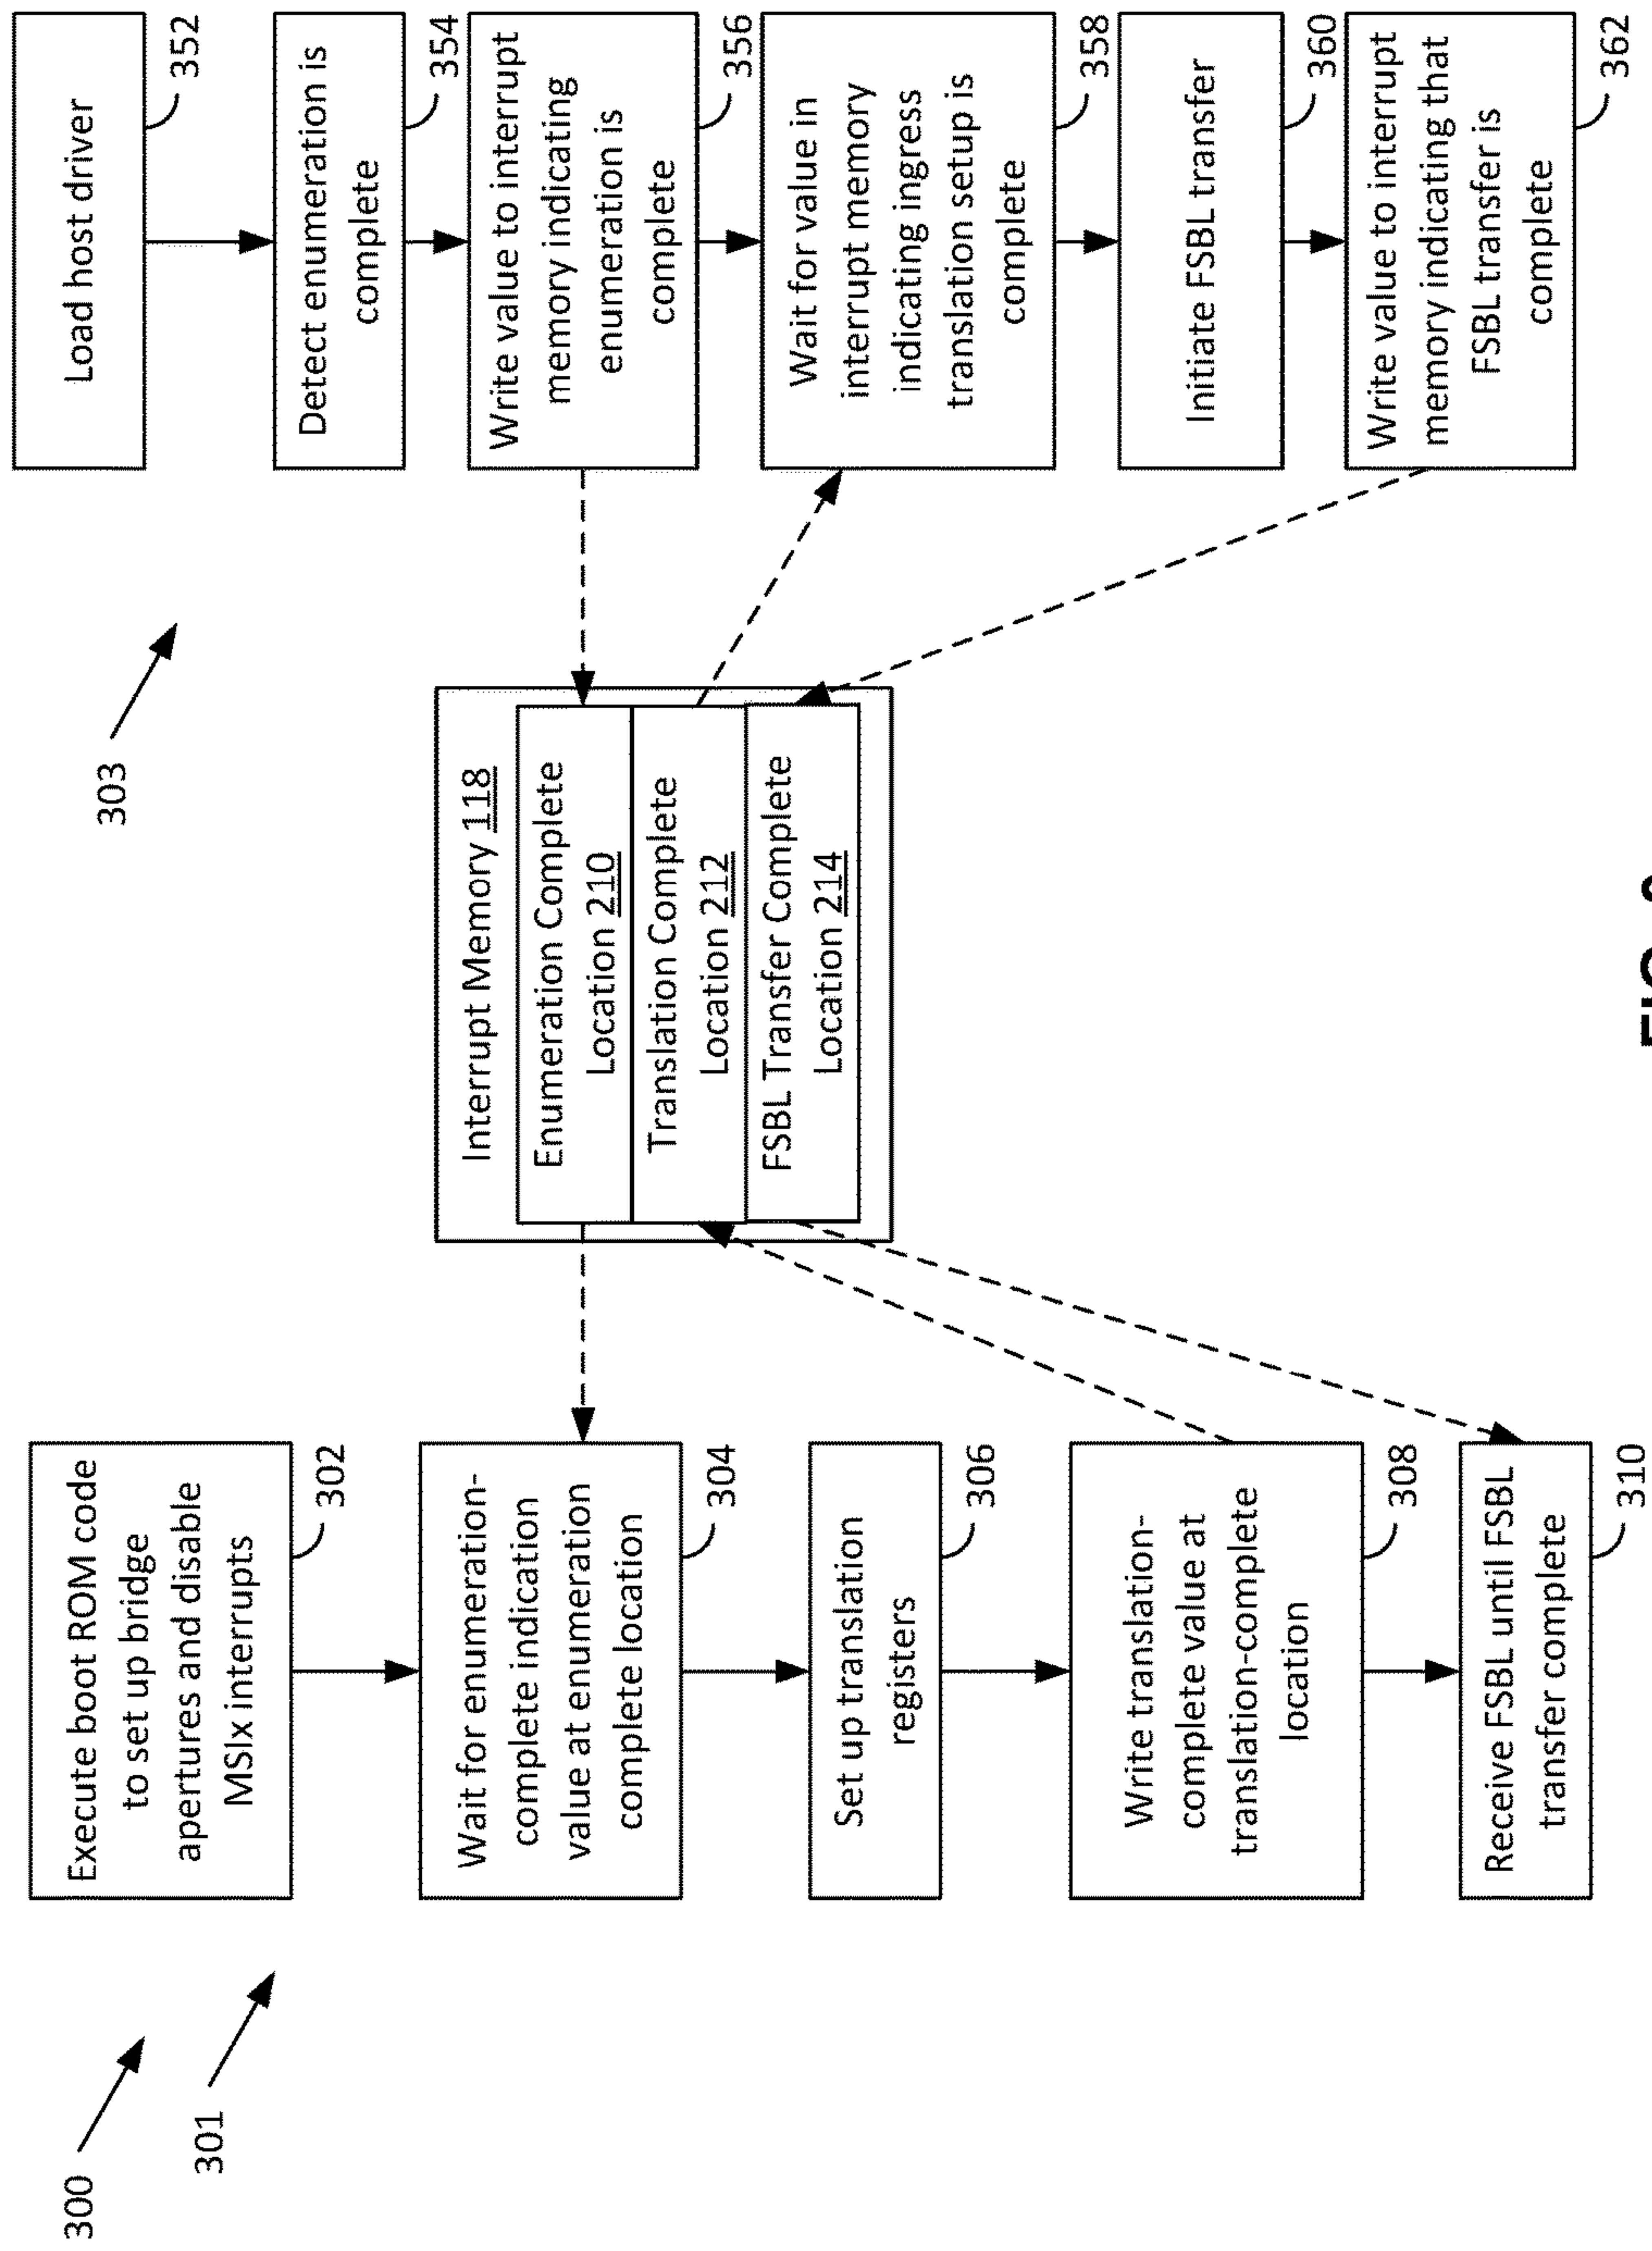 300
301
Execute boot ROM code
to set up bridge
apertures and disable
MSIx interrupts
302
Wait for enumeration-
complete indication
value at enumeration
complete location
304
Set up translation
registers
306
Write translation-
complete value at
translation-complete
location
308
Receive FSBL until FSBL
transfer complete
310
Interrupt Memory 118
Enumeration Complete
Location 210
Translation Complete
Location 212
FSBL Transfer Complete
Location 214
303
Load host driver
352
Detect enumeration is
complete
354
Write value to interrupt
memory indicating
enumeration is
complete
356
Wait for value in
interrupt memory
indicating ingress
translation setup is
complete
358
Initiate FSBL transfer
360
Write value to interrupt
memory indicating that
FSBL transfer is
complete
362
FIG